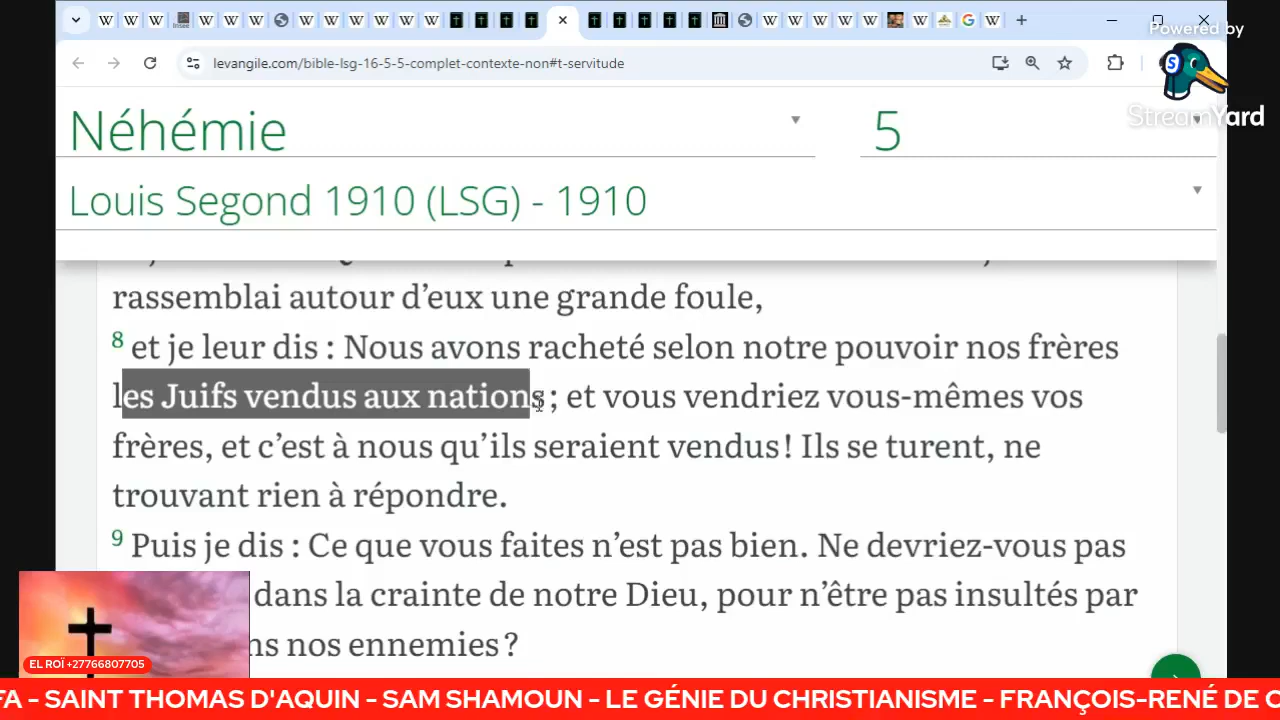 Powered by
StreamYard
levangile.com/bible-lsg-16-5-5-complet-contexte-non#t-servitude
Néhémie
5
Louis Segond 1910 (LSG) - 1910
rassemblai autour d’eux une grande foule,
8 et je leur dis : Nous avons racheté selon notre pouvoir nos frères
les Juifs vendus aux nations ; et vous vendriez vous-mêmes vos
frères, et c’est à nous qu’ils seraient vendus ! Ils se turent, ne
trouvant rien à répondre.
9 Puis je dis : Ce que vous faites n’est pas bien. Ne devriez-vous pas
dans la crainte de notre Dieu, pour n’être pas insultés par
ns nos ennemies ?
EL ROÏ +27766807705
FA - SAINT THOMAS D'AQUIN - SAM SHAMOUN - LE GÉNIE DU CHRISTIANISME - FRANÇOIS-RENÉ DE C